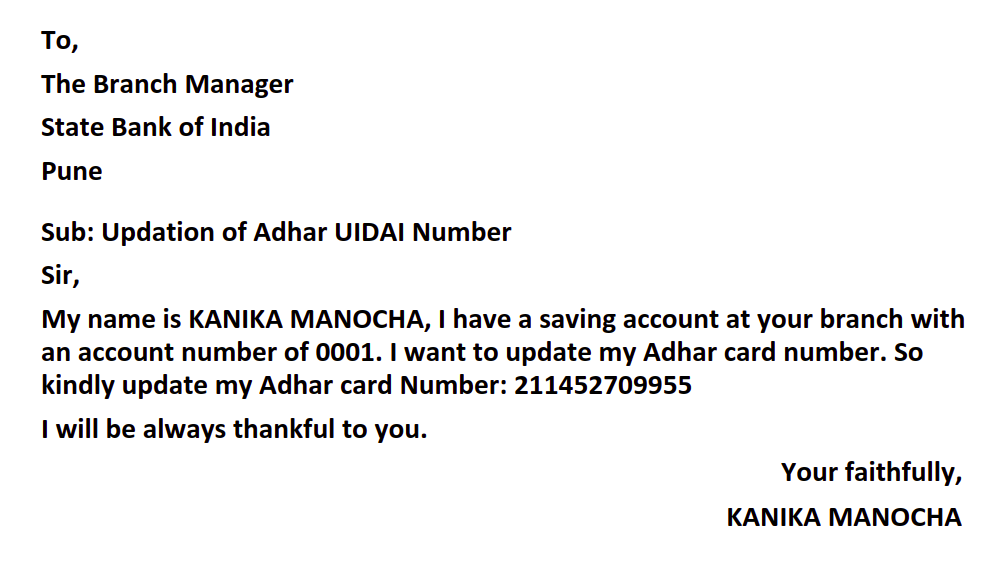 To,
The Branch Manager
State Bank of India
Pune
Sub: Updation of Adhar UIDAI Number
Sir,
My name is KANIKA MANOCHA, I have a saving account at your branch with
an account number of 0001. I want to update my Adhar card number. So
kindly update my Adhar card Number: 211452709955
I will be always thankful to you.
Your faithfully,
KANIKA MANOCHA